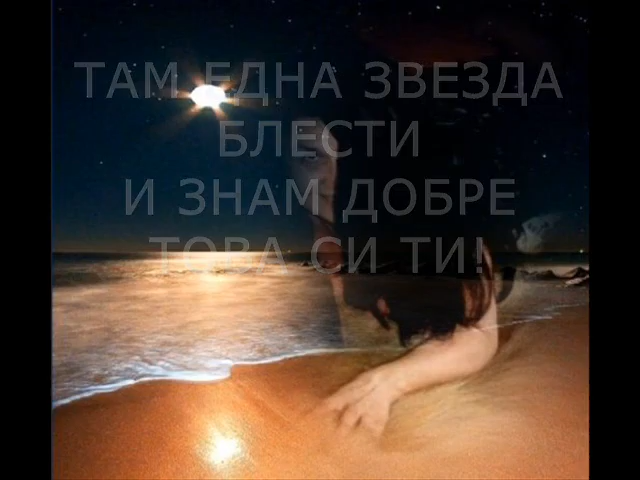 ТАМ ЕДНА ЗВЕЗДА
БЛЕСТИ
И ЗНАМ ДОБРЕ
ТОВА СИ ТИ!